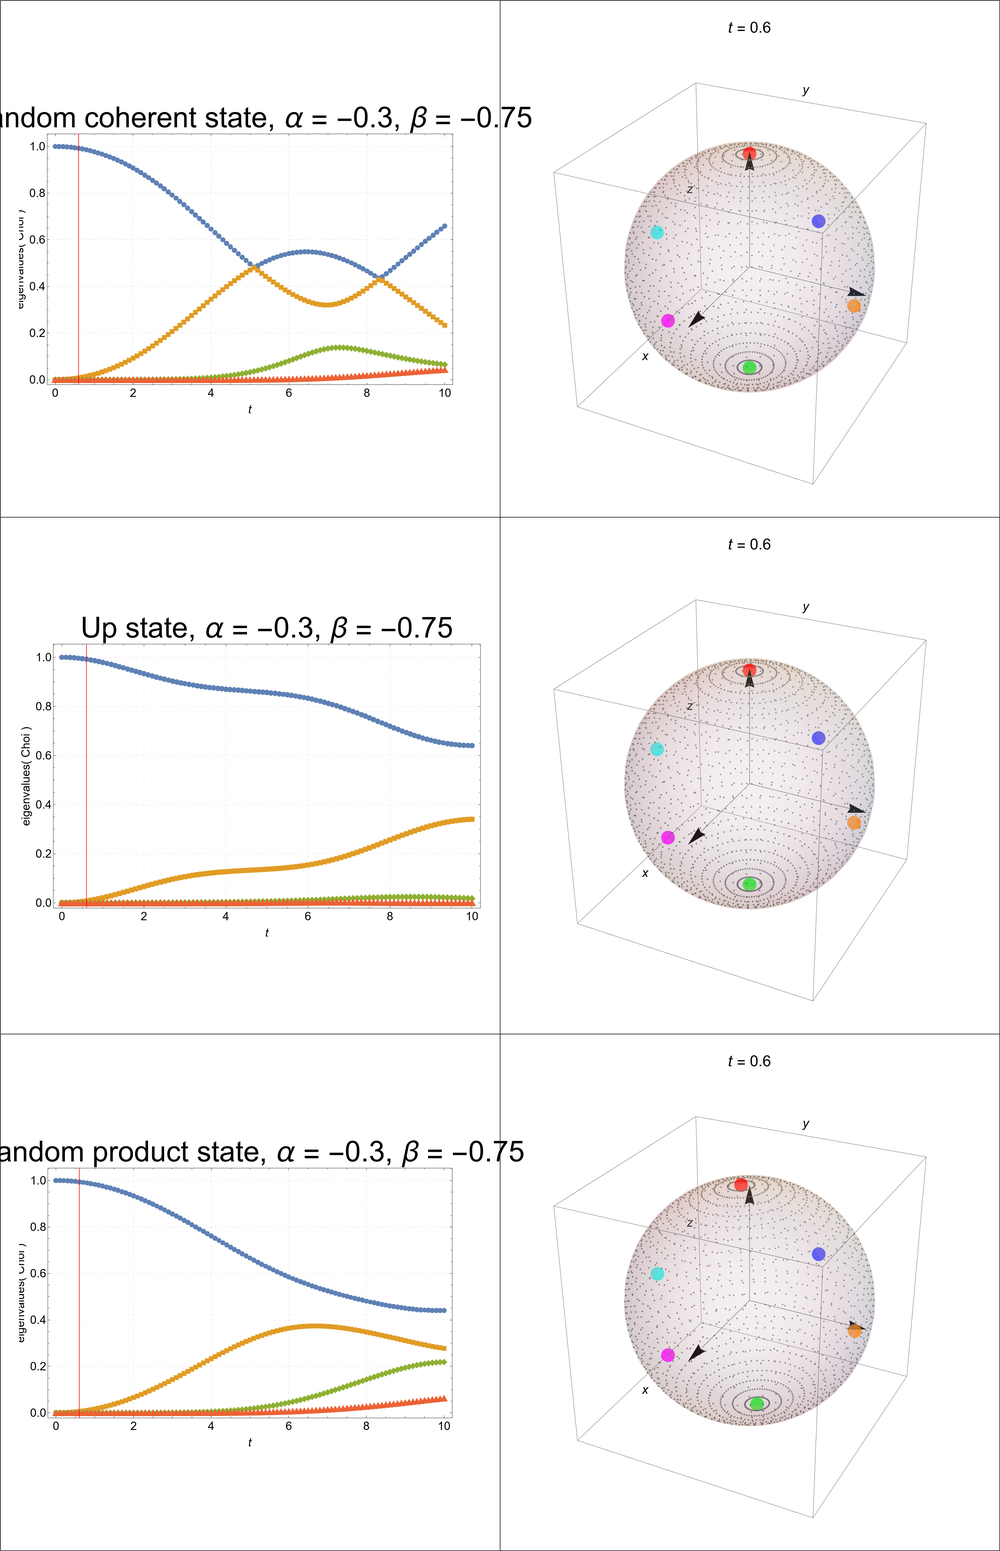 t = 0.6
y
andom coherent state, α = −0.3, β = −0.75
1.0
0.8
z
0.6
eigenvalues( Choi )
0.4
0.2
x
0.0
0 2 4 6 8 10
t
t = 0.6
y
Up state, α = −0.3, β = −0.75
1.0
0.8
z
0.6
eigenvalues( Choi )
0.4
0.2
x
0.0
0 2 4 6 8 10
t
t = 0.6
y
andom product state, α = −0.3, β = −0.75
1.0
0.8
z
0.6
eigenvalues( Choi )
0.4
0.2
x
0.0
0 2 4 6 8 10
t